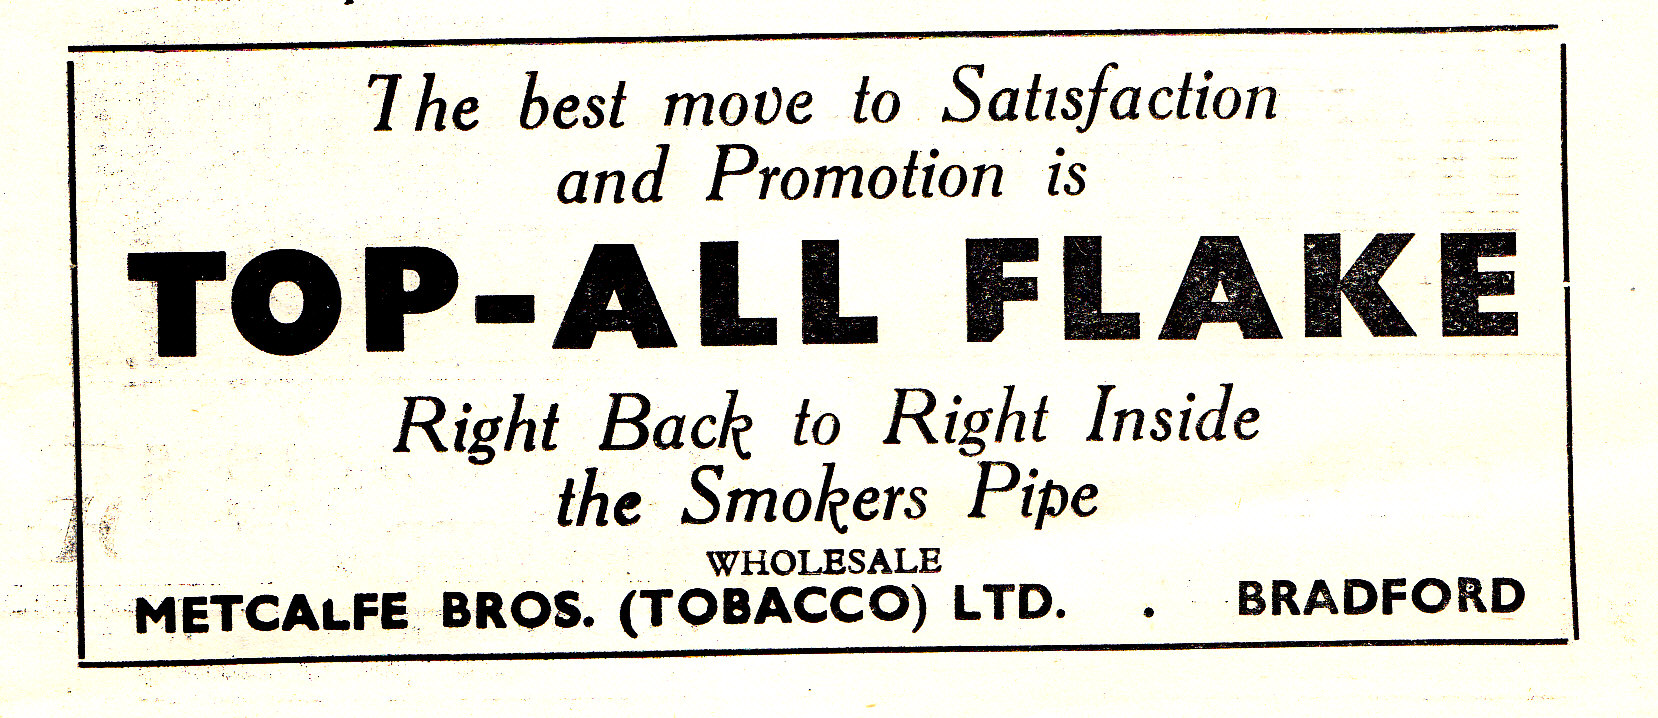 The best move to Satisfaction
and Promotion is
TOP-ALL FLAKE
Right Back to Right Inside
the Smokers Pipe
WHOLESALE
METCALFE BROS. (TOBACCO) LTD. . BRADFORD